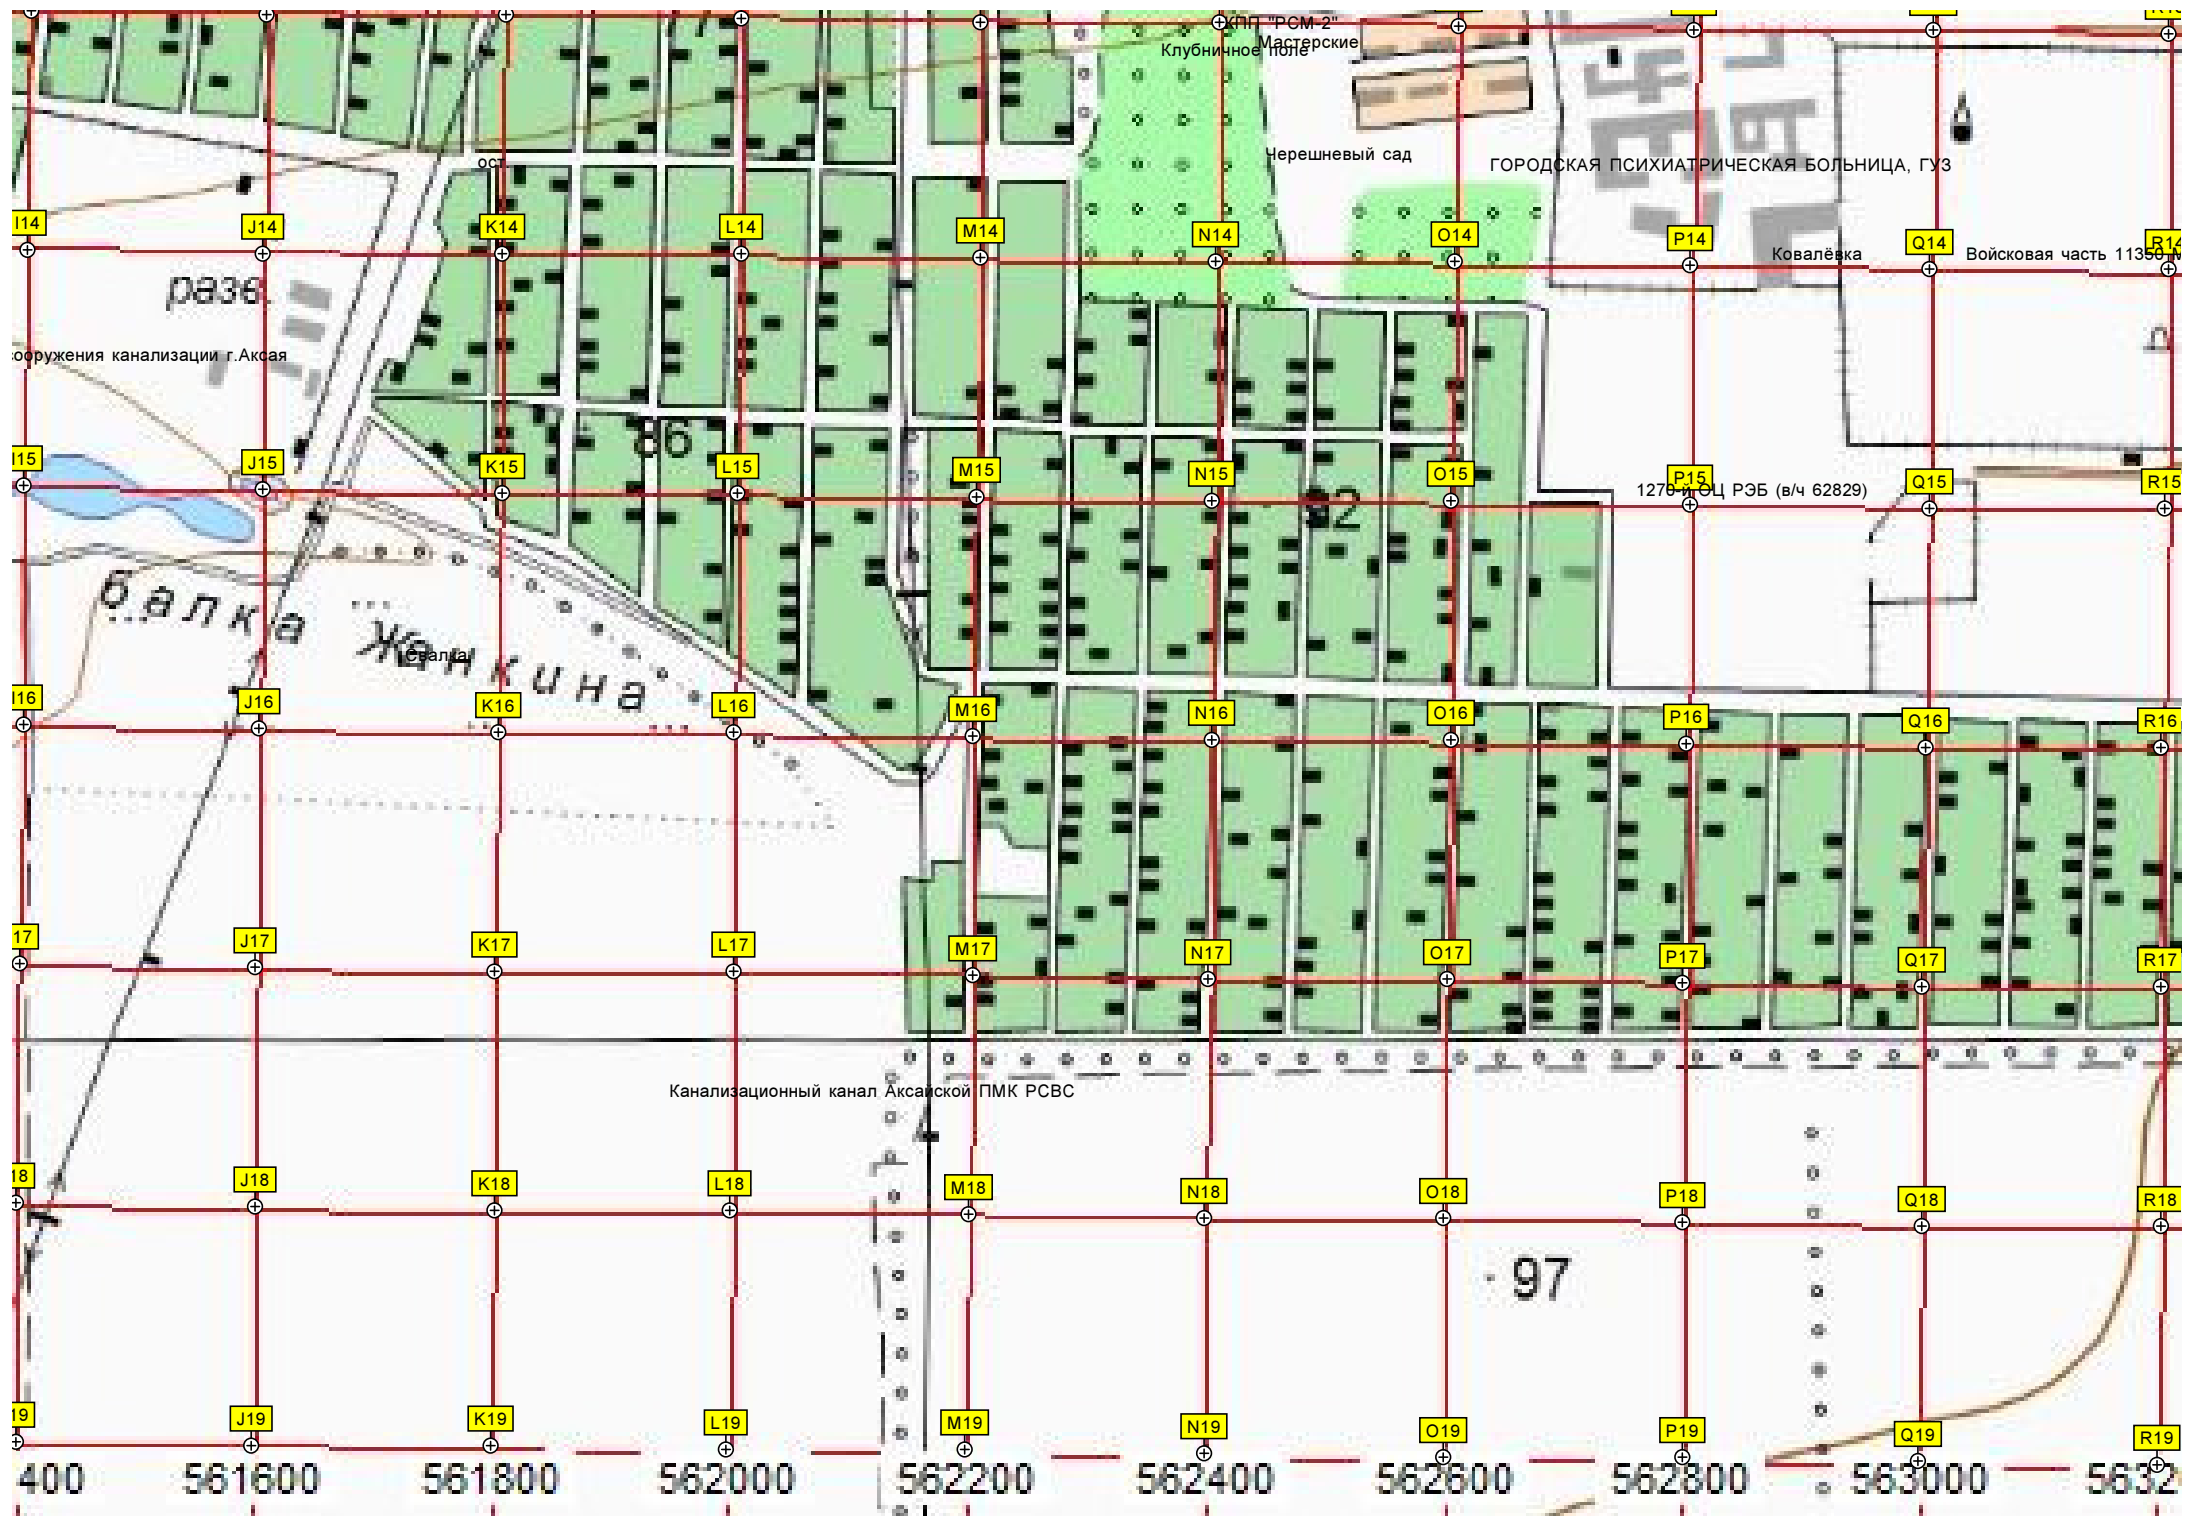 КПП "РСМ-2"
Мастерские
Клубничное поле
Черешневый сад
ост.
ГОРОДСКАЯ ПСИХИАТРИЧЕСКАЯ БОЛЬНИЦА, ГУЗ
I14 J14 K14 L14 M14 N14 O14 P14 Q14 R14
Ковалёвка
Войсковая часть 11350
разв.
сооружения канализации г.Аксая
86
I15 J15 K15 L15 M15 N15 O15 P15 Q15 R15
1270-й ОЦ РЭБ (в/ч 62829)
92
балка Жанкина
Свалка
I16 J16 K16 L16 M16 N16 O16 P16 Q16 R16
17 J17 K17 L17 M17 N17 O17 P17 Q17 R17
Канализационный канал Аксайской ПМК РСВС
18 J18 K18 L18 M18 N18 O18 P18 Q18 R18
97
19 J19 K19 L19 M19 N19 O19 P19 Q19 R19
400 561600 561800 562000 562200 562400 562600 562800 563000 5632